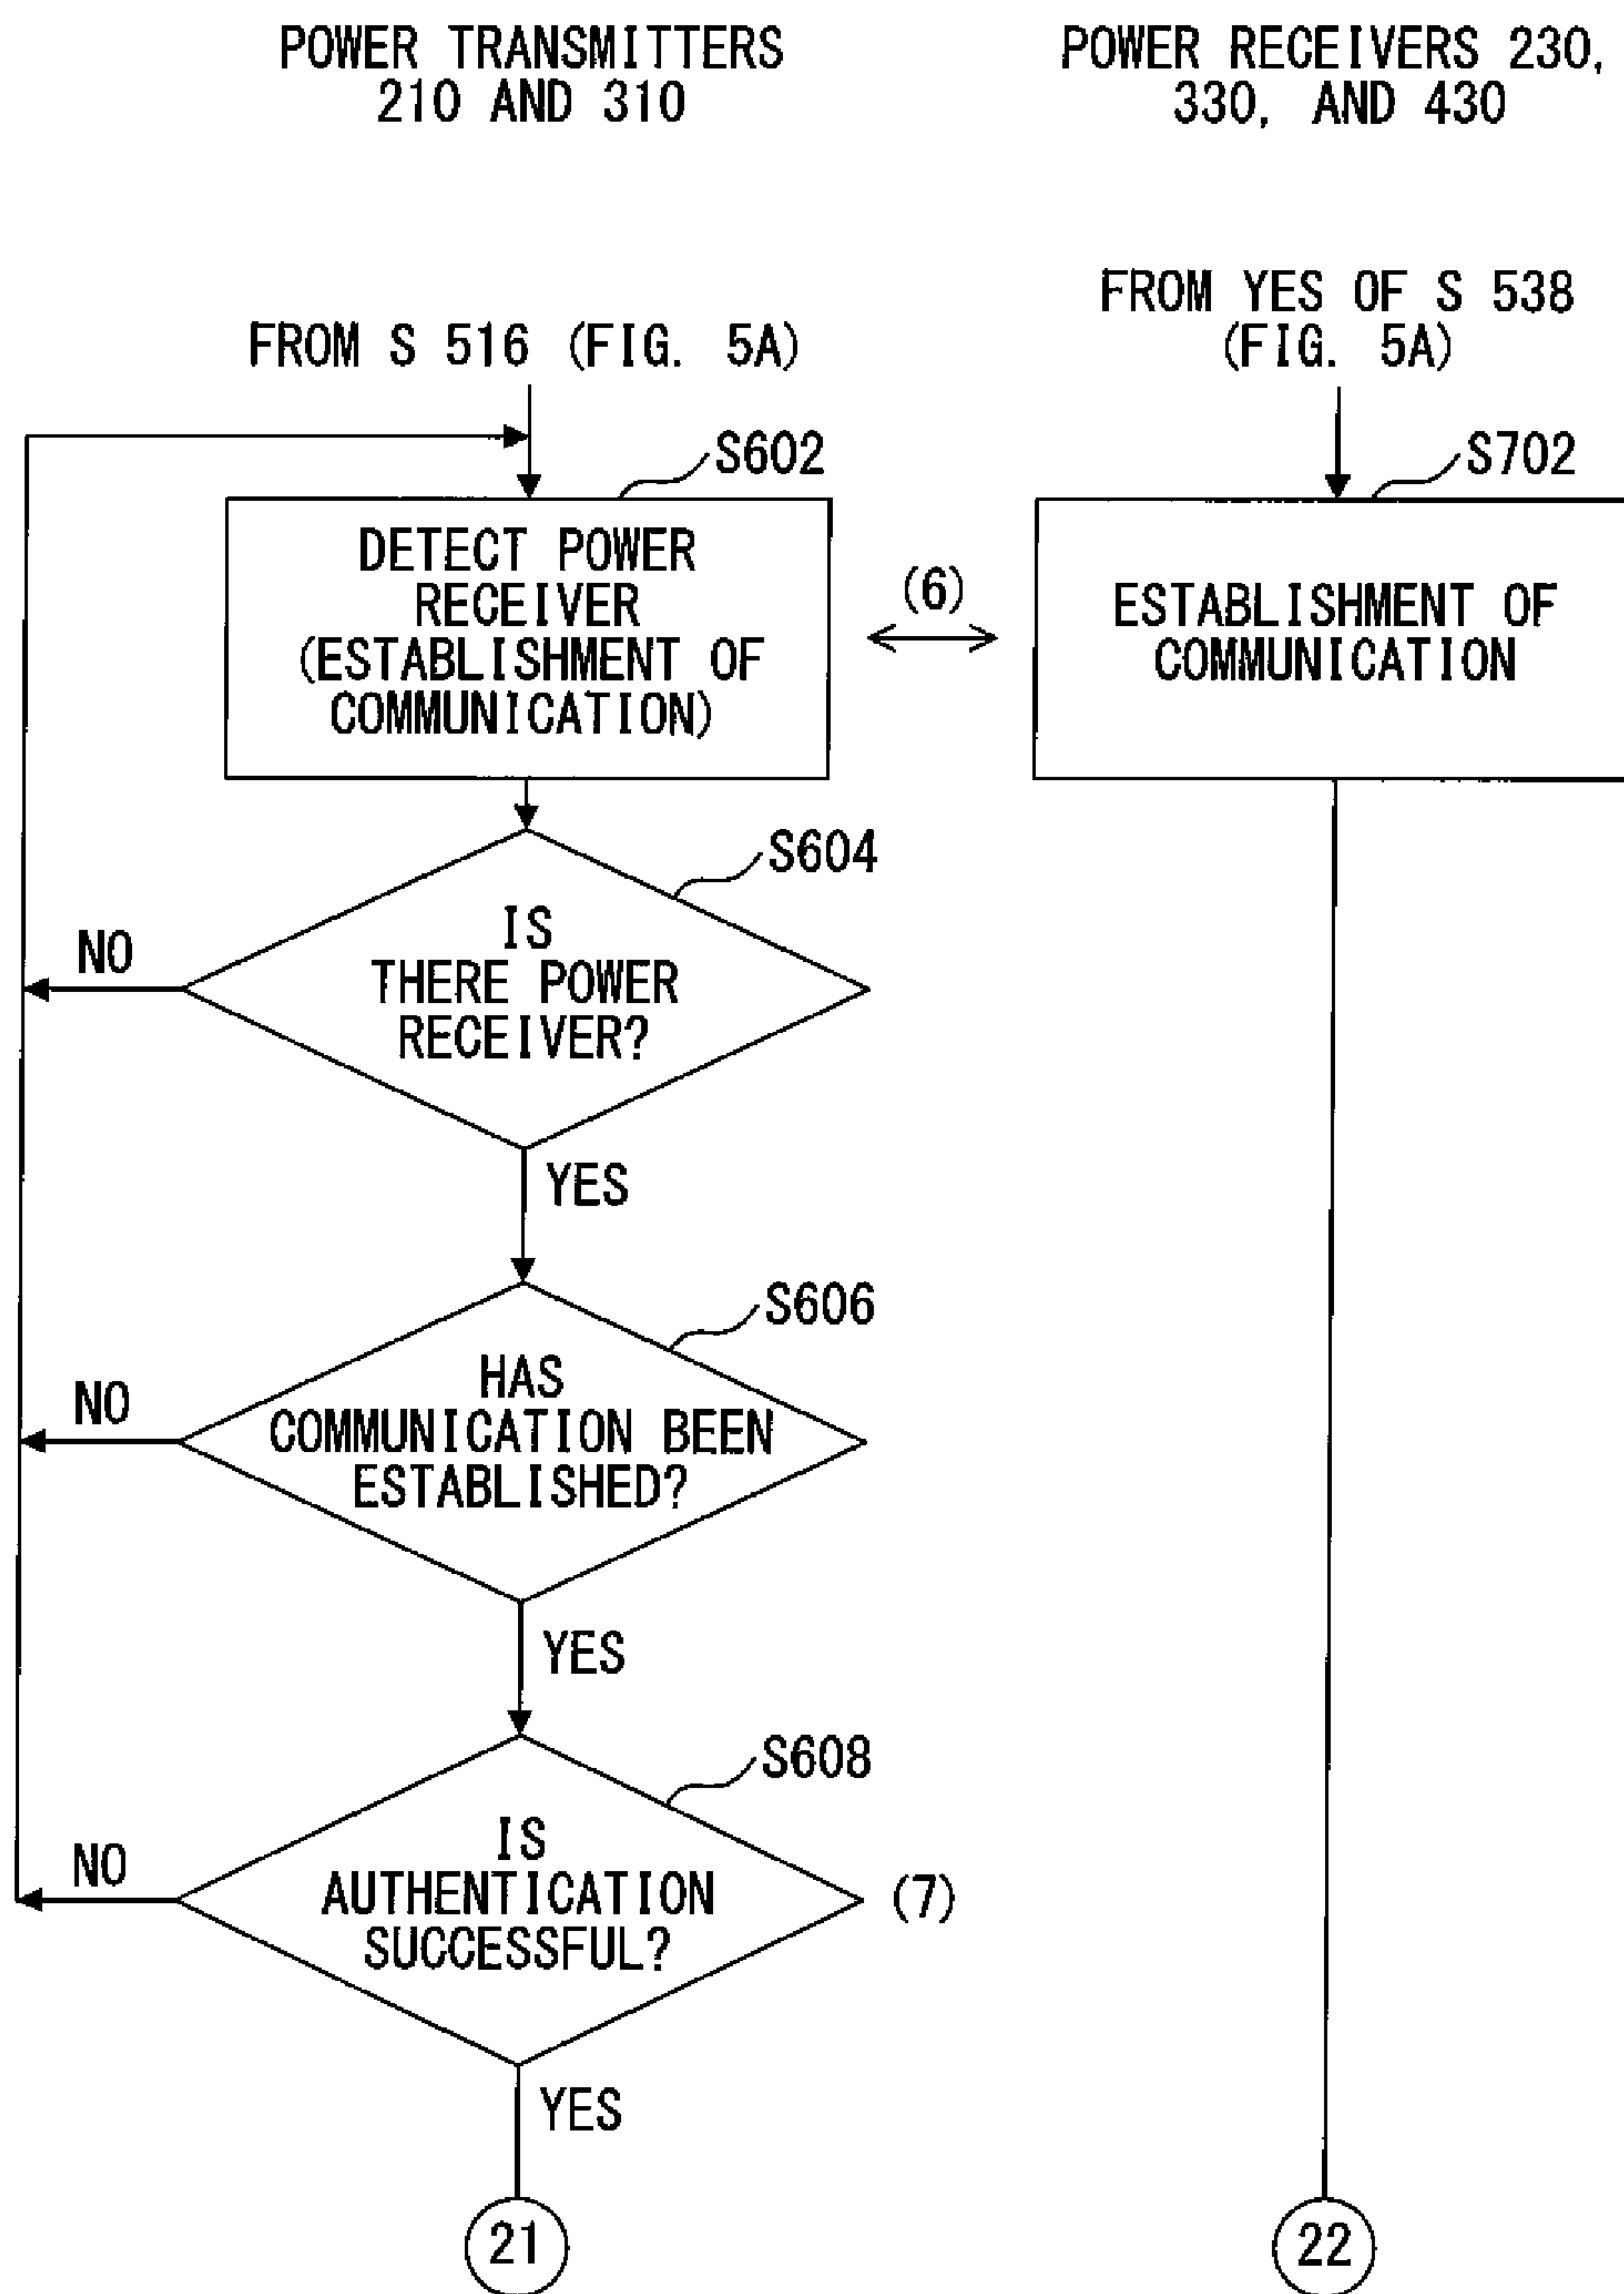 POWER TRANSMITTERS
210 AND 310
POWER RECEIVERS 230,
330, AND 430
FROM S 516 (FIG. 5A)
FROM YES OF S 538
(FIG. 5A)
S602
DETECT POWER
RECEIVER
(ESTABLISHMENT OF
COMMUNICATION)
(6)
S702
ESTABLISHMENT OF
COMMUNICATION
S604
IS
THERE POWER
RECEIVER?
NO
YES
S606
HAS
COMMUNICATION BEEN
ESTABLISHED?
NO
YES
S608
IS
AUTHENTICATION
SUCCESSFUL?
NO
(7)
YES
21
22